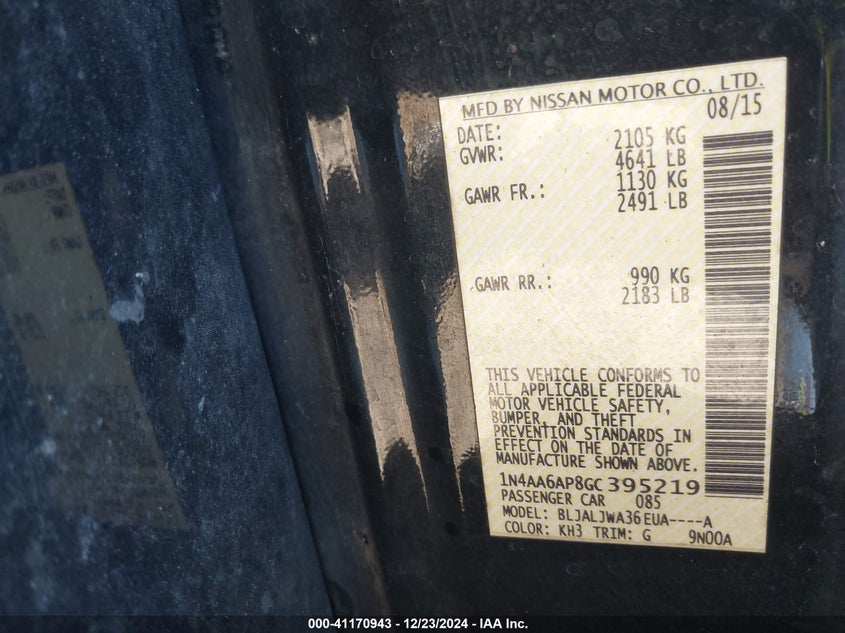 MFD BY NISSAN MOTOR CO., LTD.
DATE: 08/15
GVWR: 2105 KG
4641 LB
GAWR FR.: 1130 KG
2491 LB
GAWR RR.: 990 KG
2183 LB
THIS VEHICLE CONFORMS TO
ALL APPLICABLE FEDERAL
MOTOR VEHICLE SAFETY,
BUMPER, AND THEFT
PREVENTION STANDARDS IN
EFFECT ON THE DATE OF
MANUFACTURE SHOWN ABOVE.
1N4AA6AP8GC395219
PASSENGER CAR 085
MODEL: BLJALJWA36EUA----A
COLOR: KH3 TRIM: G 9N00A
000-41170943 - 12/23/2024 - IAA Inc.